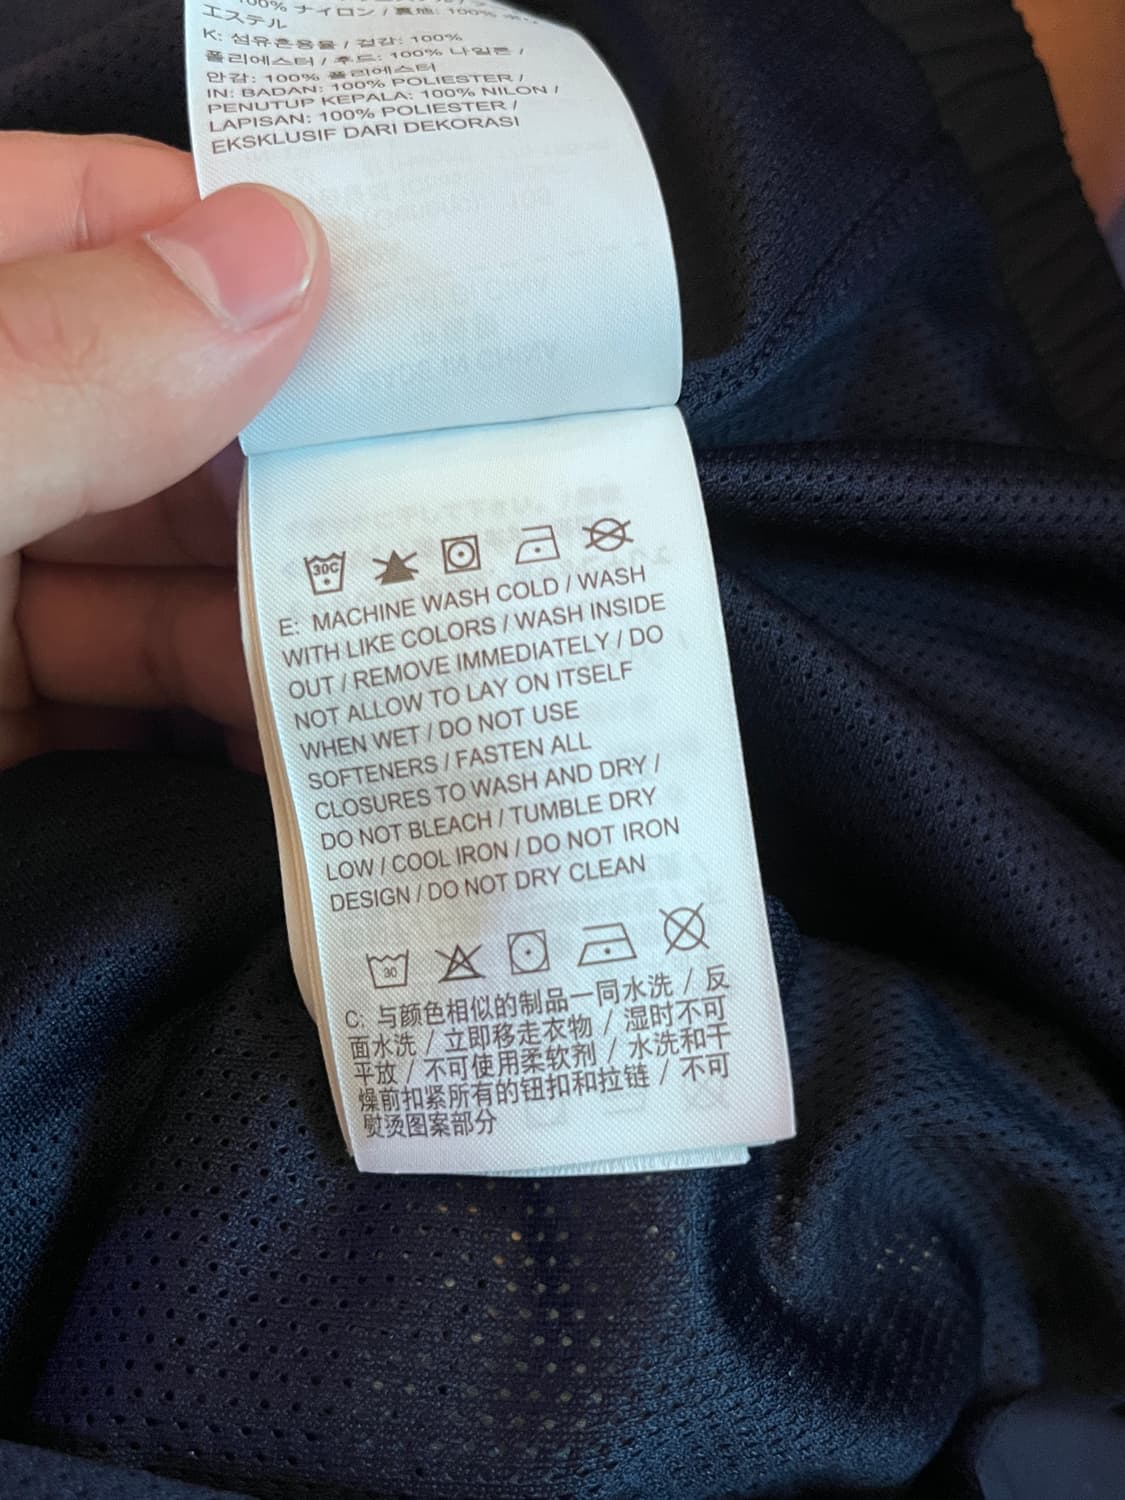 100% ナイロン / 裏地: 100%
エステル
K: 섬유혼용율 / 겉감: 100%
폴리에스터 / 후드: 100% 나일론 /
안감: 100% 폴리에스터
IN: BADAN: 100% POLIESTER /
PENUTUP KEPALA: 100% NILON /
LAPISAN: 100% POLIESTER /
EKSKLUSIF DARI DEKORASI
30C
E: MACHINE WASH COLD / WASH
WITH LIKE COLORS / WASH INSIDE
OUT / REMOVE IMMEDIATELY / DO
NOT ALLOW TO LAY ON ITSELF
WHEN WET / DO NOT USE
SOFTENERS / FASTEN ALL
CLOSURES TO WASH AND DRY /
DO NOT BLEACH / TUMBLE DRY
LOW / COOL IRON / DO NOT IRON
DESIGN / DO NOT DRY CLEAN
30
C: 与颜色相似的制品一同水洗 / 反
面水洗 / 立即移走衣物 / 湿时不可
平放 / 不可使用柔软剂 / 水洗和干
燥前扣紧所有的钮扣和拉链 / 不可
熨烫图案部分